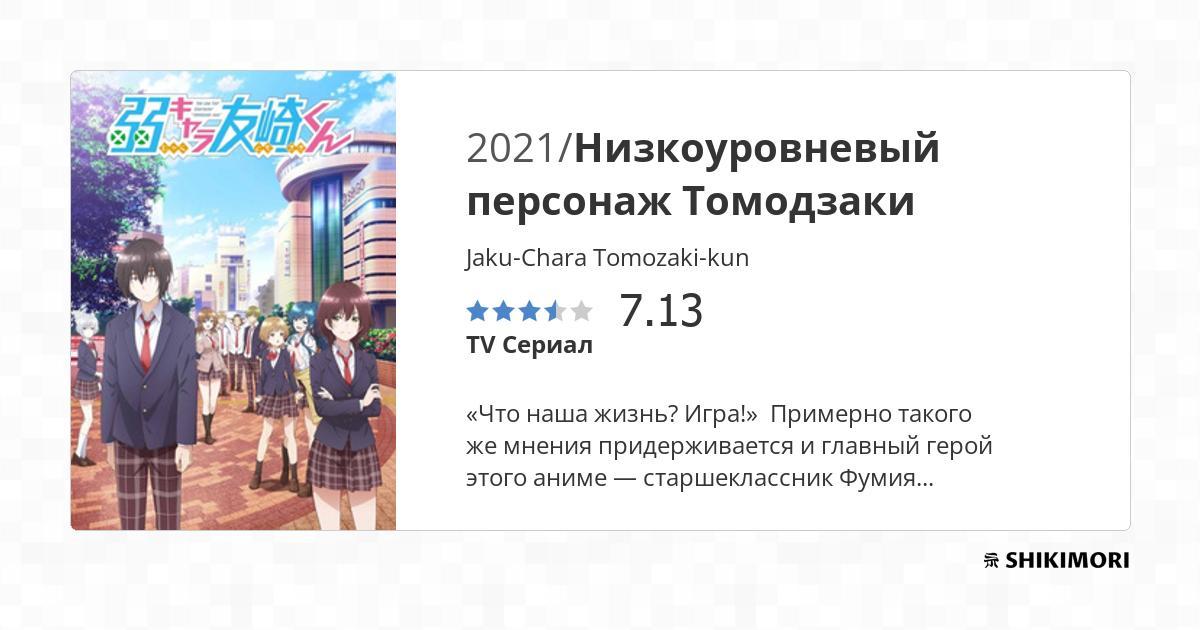 弱キャラ友崎くん
2021/Низкоуровневый
персонаж Томодзаки
Jaku-Chara Tomozaki-kun
7.13
TV Сериал
«Что наша жизнь? Игра!»  Примерно такого
же мнения придерживается и главный герой
этого аниме — старшеклассник Фумия...
SHIKIMORI